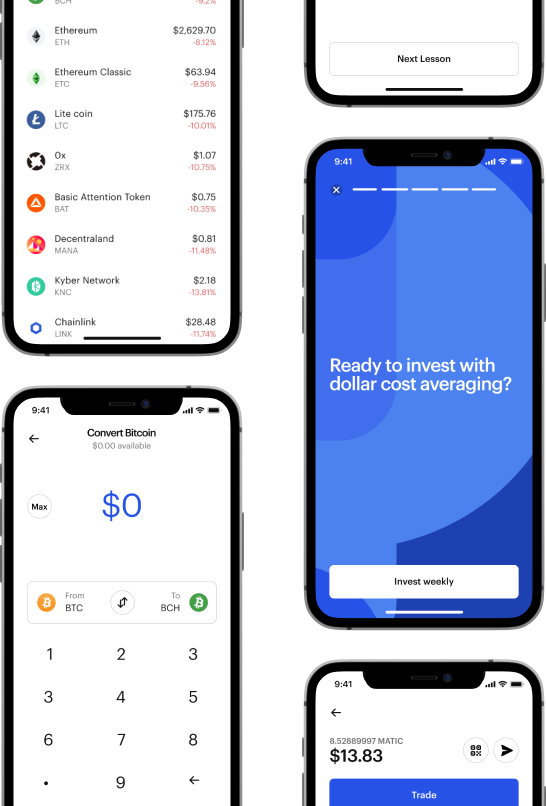 BCH
-9.2%
Ethereum
$2,629.70
ETH
-8.12%
Ethereum Classic
$63.94
ETC
-9.56%
Lite coin
$175.76
LTC
-10.01%
0x
$1.07
ZRX
-10.75%
Basic Attention Token
$0.75
BAT
-10.35%
Decentraland
$0.81
MANA
-11.48%
Kyber Network
$2.18
KNC
-13.81%
Chainlink
$28.48
LINK
-11.74%
9:41
Convert Bitcoin
$0.00 available
Max
$0
From
To
BTC
BCH
1 2 3
3 4 5
6 7 8
. 9
Next Lesson
9:41
Ready to invest with
dollar cost averaging?
Invest weekly
9:41
8.52889997 MATIC
$13.83
Trade